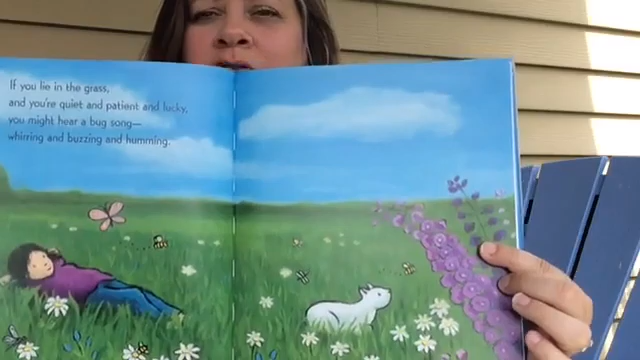 If you lie in the grass,
and you're quiet and patient and lucky,
you might hear a bug song—
whirring and buzzing and humming.